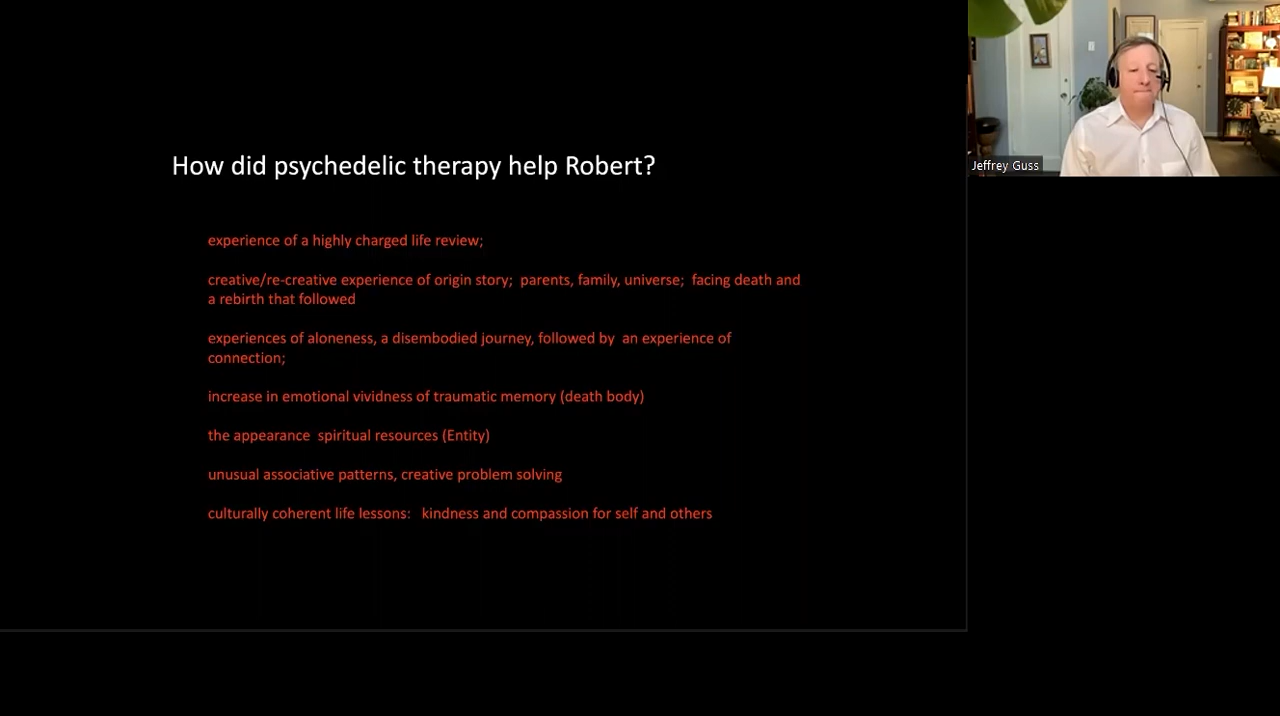 How did psychedelic therapy help Robert?
experience of a highly charged life review;
creative/re-creative experience of origin story;  parents, family, universe;  facing death and
a rebirth that followed
experiences of aloneness, a disembodied journey, followed by  an experience of
connection;
increase in emotional vividness of traumatic memory (death body)
the appearance  spiritual resources (Entity)
unusual associative patterns, creative problem solving
culturally coherent life lessons:   kindness and compassion for self and others
Jeffrey Guss